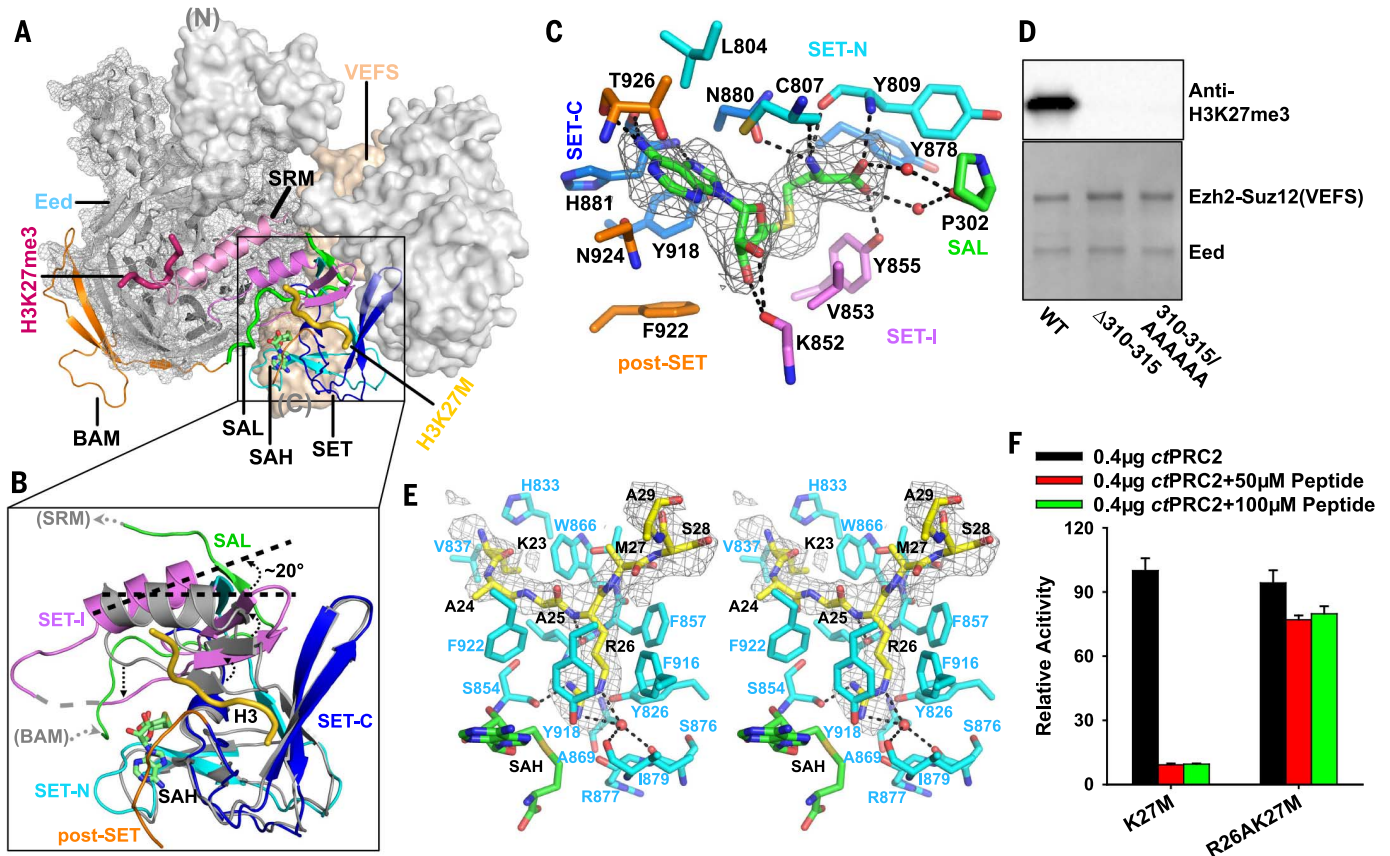 A
(N)
VEFS
SRM
Eed
H3K27me3
BAM
SAL
SAH
(C)
SET
H3K27M
B
(SRM)
SAL
~20°
SET-I
(BAM)
H3
SET-C
SET-N
SAH
post-SET
C
L804
SET-N
T926
N880
C807
Y809
SET-C
Y878
H881
P302
SAL
N924
Y918
Y855
V853
F922
SET-I
K852
post-SET
D
Anti-
H3K27me3
Ezh2-Suz12(VEFS)
Eed
WT
Δ310-315
310-315/
AAAAAA
E
H833
A29
W866
S28
V837
K23
M27
A24
A25
F857
F922
R26
F916
S854
Y826
S876
Y918
SAH
A869
I879
R877
H833
A29
W866
S28
V837
K23
M27
A24
A25
F857
F922
R26
F916
S854
Y826
S876
Y918
SAH
A869
I879
R877
F
0.4µg ctPRC2
0.4µg ctPRC2+50µM Peptide
0.4µg ctPRC2+100µM Peptide
Relative Acitivity
120
90
60
30
0
K27M
R26AK27M